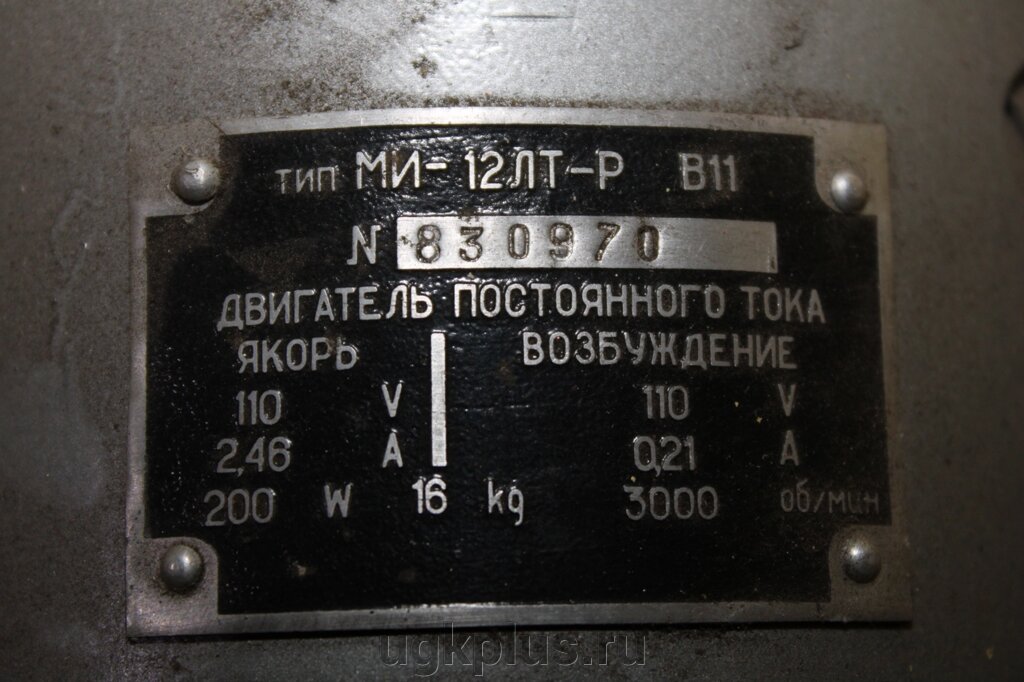 тип МИ-12ЛТ-Р В11
N 830970
ДВИГАТЕЛЬ ПОСТОЯННОГО ТОКА
ЯКОРЬ ВОЗБУЖДЕНИЕ
110 V 110 V
2,46 A 0,21 A
200 W 16 kg 3000 об/мин
ugkplus.ru